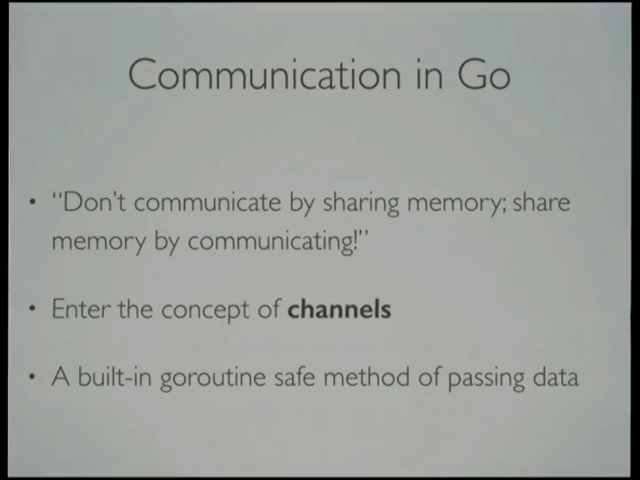 Communication in Go
• “Don't communicate by sharing memory; share
memory by communicating!”
• Enter the concept of channels
• A built-in goroutine safe method of passing data